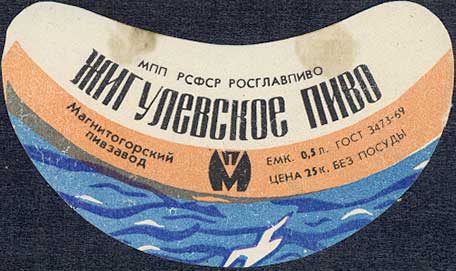 МПП РСФСР РОСГЛАВПИВО
ЖИГУЛЕВСКОЕ ПИВО
Магнитогорский
пивзавод
ЕМК. 0,5 л. ГОСТ 3473-69
ЦЕНА 25 к. БЕЗ ПОСУДЫ